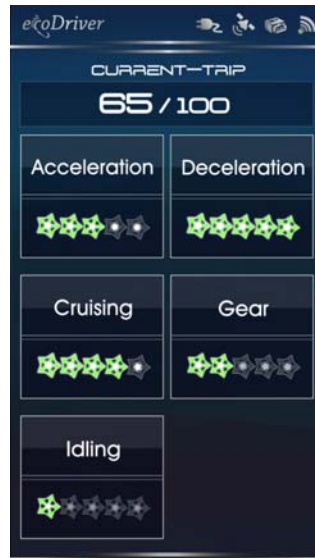 ecoDriver
CURRENT-TRIP
65/100
Acceleration
Deceleration
Cruising
Gear
Idling